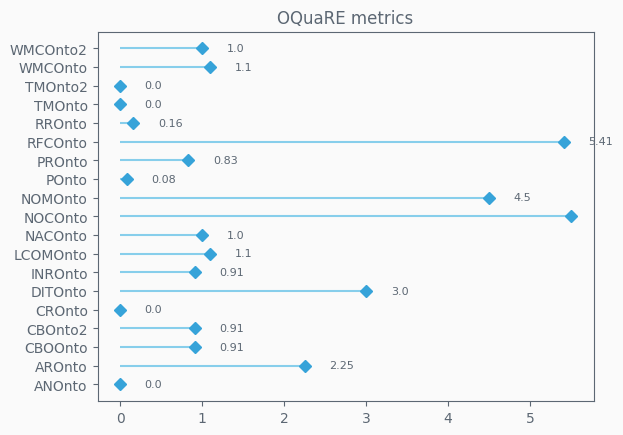 OQuaRE metrics
WMCOnto2 1.0
WMCOnto 1.1
TMOnto2 0.0
TMOnto 0.0
RROnto 0.16
RFCOnto 5.41
PROnto 0.83
POnto 0.08
NOMOnto 4.5
NOCOnto
NACOnto 1.0
LCOMOnto 1.1
INROnto 0.91
DITOnto 3.0
CROnto 0.0
CBOnto2 0.91
CBOOnto 0.91
AROnto 2.25
ANOnto 0.0
0 1 2 3 4 5